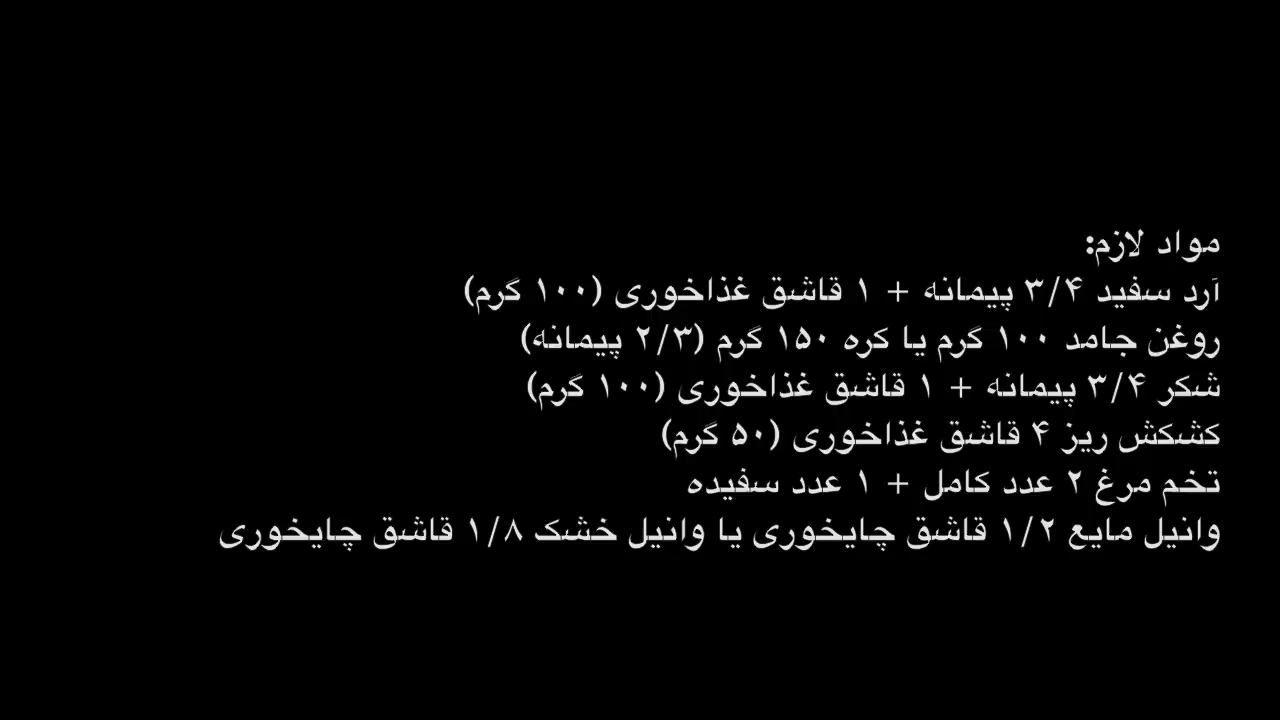 مواد لازم:
آرد سفید ۳/۴ پیمانه + ۱ قاشق غذاخوری (۱۰۰ گرم)
روغن جامد ۱۰۰ گرم یا کره ۱۵۰ گرم (۲/۳ پیمانه)
شکر ۳/۴ پیمانه + ۱ قاشق غذاخوری (۱۰۰ گرم)
کشکش ریز ۴ قاشق غذاخوری (۵۰ گرم)
تخم مرغ ۲ عدد کامل + ۱ عدد سفیده
وانیل مایع ۱/۲ قاشق چایخوری یا وانیل خشک ۱/۸ قاشق چایخوری